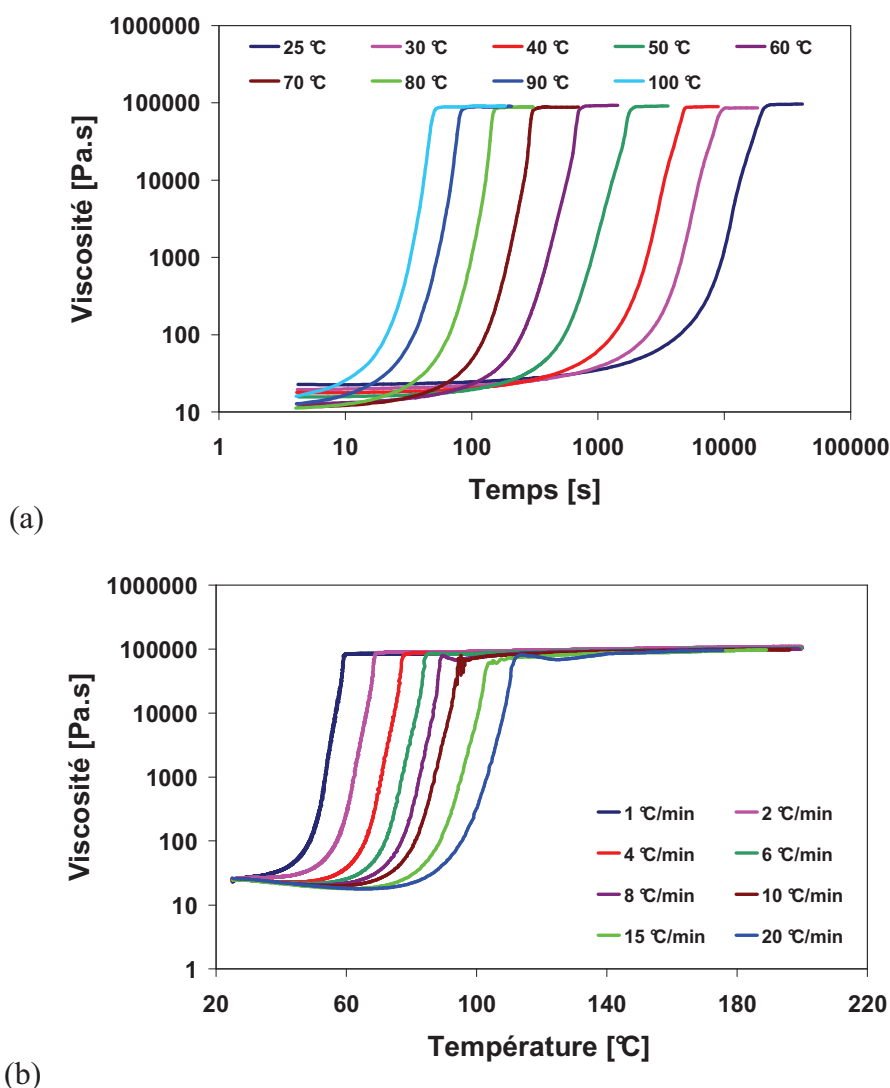 1000000
100000
10000
1000
100
10
Viscosité [Pa.s]
25 °C 30 °C 40 °C 50 °C 60 °C
70 °C 80 °C 90 °C 100 °C
1 10 100 1000 10000 100000
Temps [s]
(a)
1000000
100000
10000
1000
100
10
1
Viscosité [Pa.s]
1 °C/min 2 °C/min
4 °C/min 6 °C/min
8 °C/min 10 °C/min
15 °C/min 20 °C/min
20 60 100 140 180 220
Température [°C]
(b)